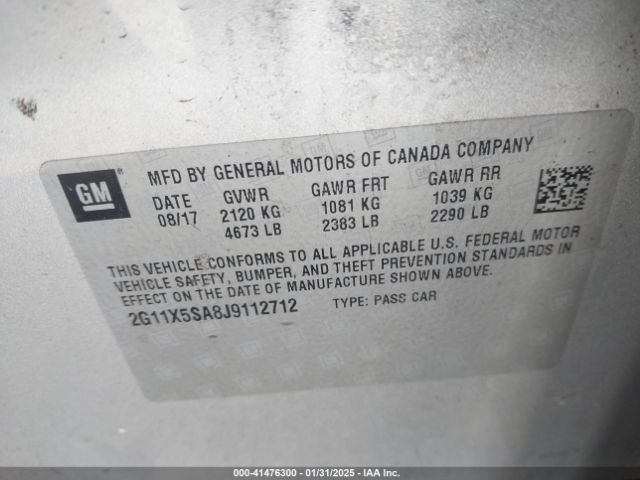 GM
MFD BY GENERAL MOTORS OF CANADA COMPANY
DATE GVWR GAWR FRT GAWR RR
08/17 2120 KG 1081 KG 1039 KG
4673 LB 2383 LB 2290 LB
THIS VEHICLE CONFORMS TO ALL APPLICABLE U.S. FEDERAL MOTOR
VEHICLE SAFETY, BUMPER, AND THEFT PREVENTION STANDARDS IN
EFFECT ON THE DATE OF MANUFACTURE SHOWN ABOVE.
2G11X5SA8J9112712 TYPE: PASS CAR
000-41476300 - 01/31/2025 - IAA Inc.